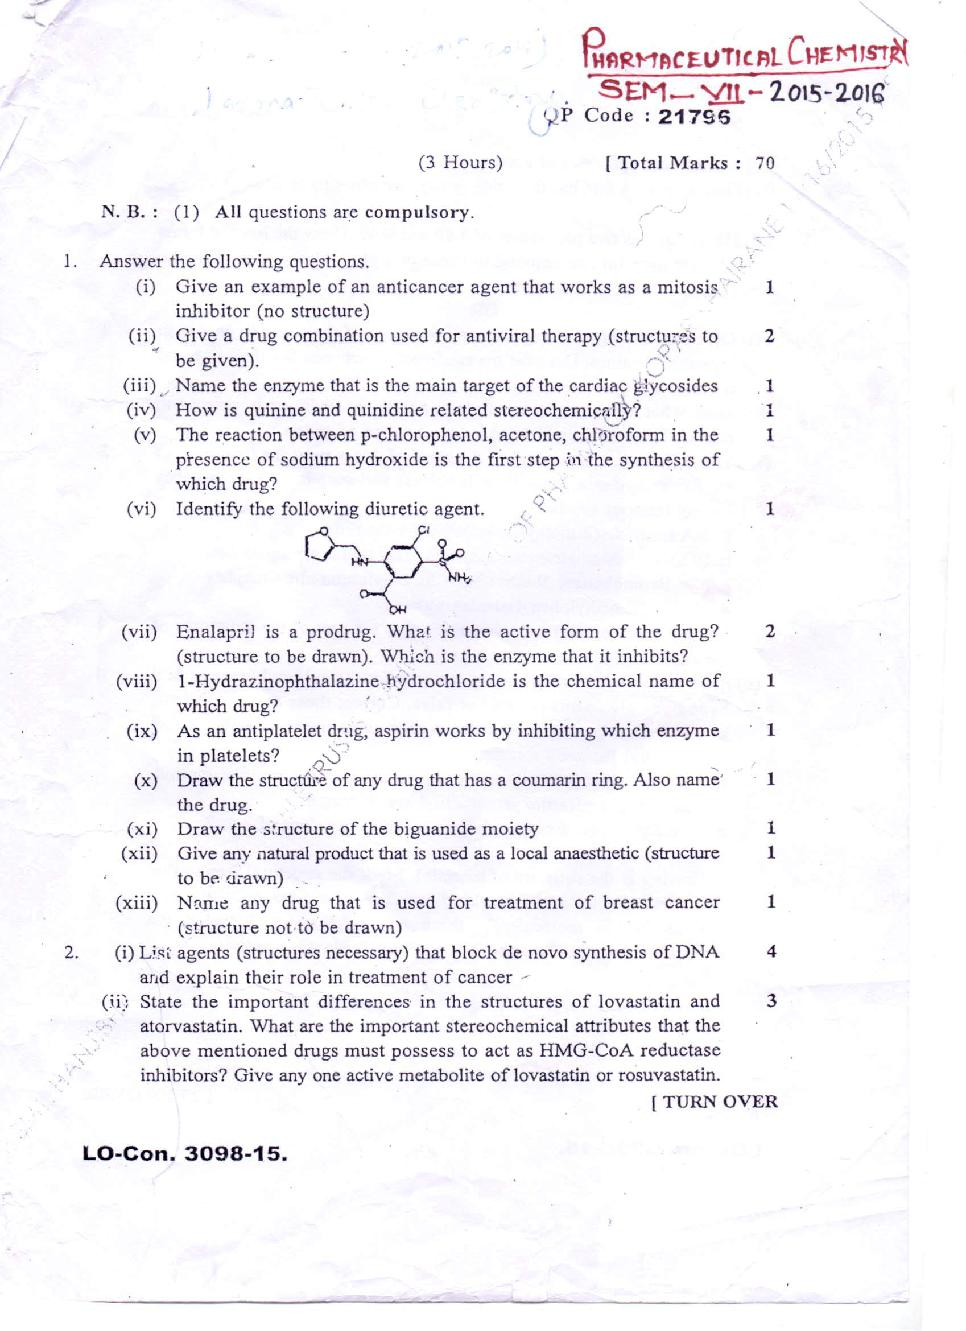 PHARMACEUTICAL CHEMISTRY
SEM - VII - 2015-2016
QP Code : 21796
(3 Hours) [ Total Marks : 70
N. B. : (1) All questions are compulsory.
1. Answer the following questions.
(i) Give an example of an anticancer agent that works as a mitosis 1
inhibitor (no structure)
(ii) Give a drug combination used for antiviral therapy (structures to 2
be given).
(iii) Name the enzyme that is the main target of the cardiac glycosides 1
(iv) How is quinine and quinidine related stereochemically? 1
(v) The reaction between p-chlorophenol, acetone, chloroform in the 1
presence of sodium hydroxide is the first step in the synthesis of
which drug?
(vi) Identify the following diuretic agent. 1
O Cl
O
O
HN S
NH2
O
OH
(vii) Enalapril is a prodrug. What is the active form of the drug? 2
(structure to be drawn). Which is the enzyme that it inhibits?
(viii) 1-Hydrazinophthalazine hydrochloride is the chemical name of 1
which drug?
(ix) As an antiplatelet drug, aspirin works by inhibiting which enzyme 1
in platelets?
(x) Draw the structure of any drug that has a coumarin ring. Also name 1
the drug.
(xi) Draw the structure of the biguanide moiety 1
(xii) Give any natural product that is used as a local anaesthetic (structure 1
to be drawn)
(xiii) Name any drug that is used for treatment of breast cancer 1
(structure not to be drawn)
2. (i) List agents (structures necessary) that block de novo synthesis of DNA 4
and explain their role in treatment of cancer
(ii) State the important differences in the structures of lovastatin and 3
atorvastatin. What are the important stereochemical attributes that the
above mentioned drugs must possess to act as HMG-CoA reductase
inhibitors? Give any one active metabolite of lovastatin or rosuvastatin.
[ TURN OVER
LO-Con. 3098-15.